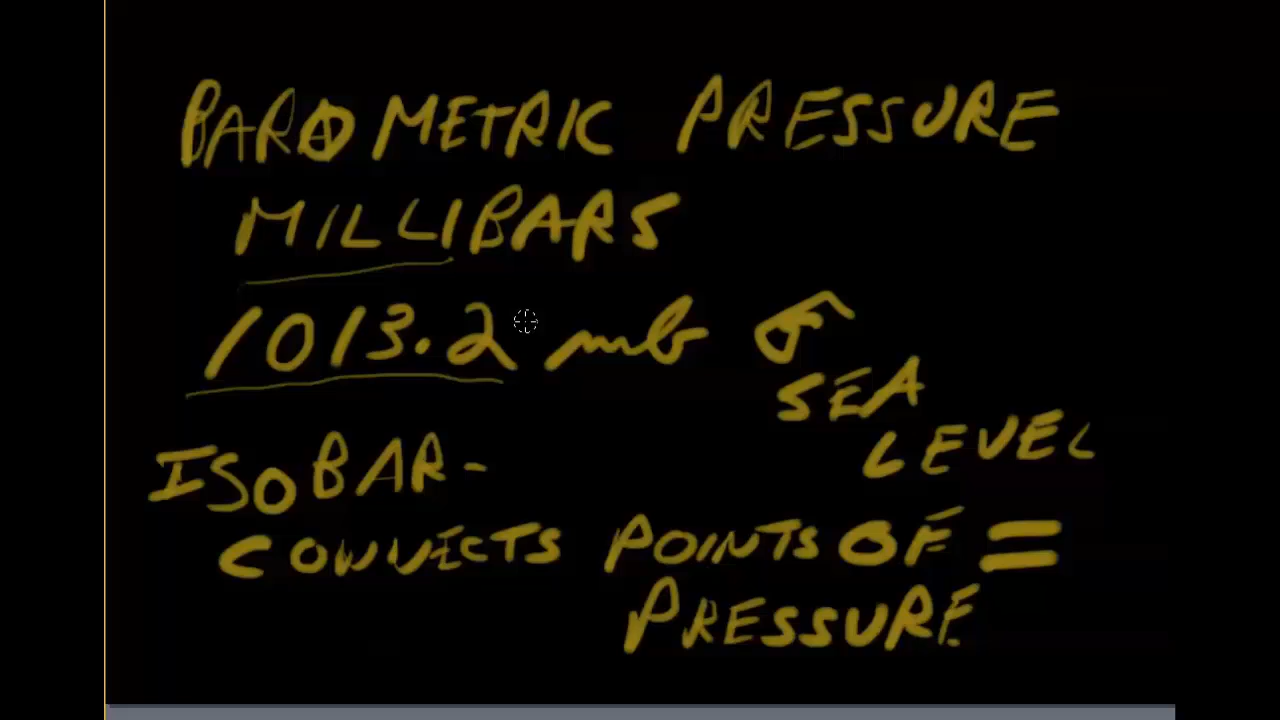 BAROMETRIC PRESSURE
MILLIBARS
1013.2 mb
SEA
LEVEL
ISOBAR-
CONNECTS POINTS OF =
PRESSURE